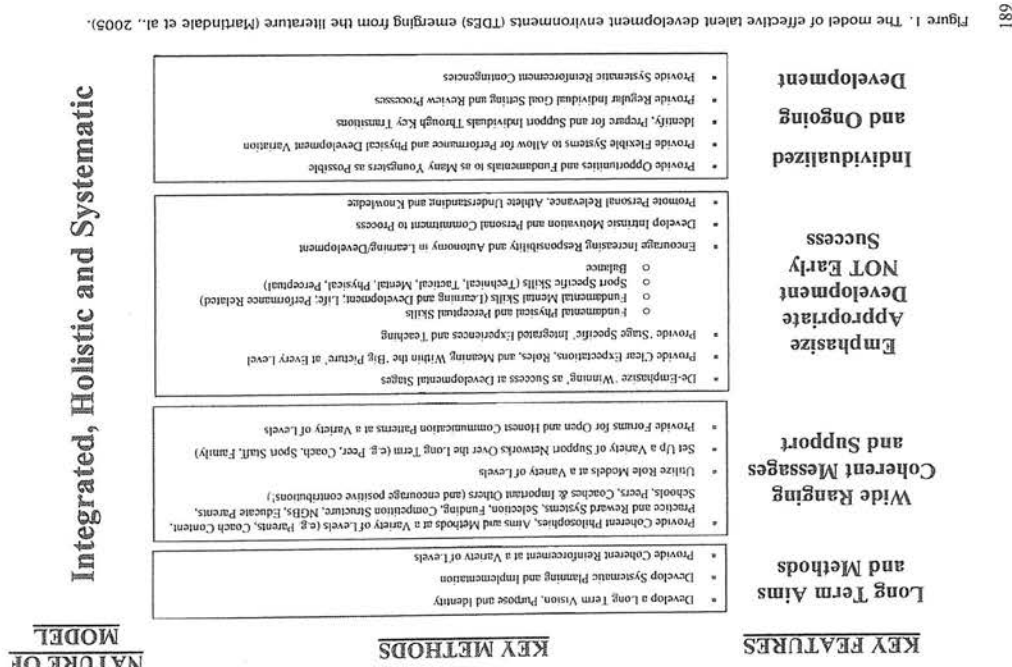 189
KEY FEATURES
KEY METHODS
NATURE OF
MODEL
Long Term Aims
and Methods
▪ Develop a Long Term Vision, Purpose and Identity
▪ Develop Systematic Planning and Implementation
▪ Provide Coherent Reinforcement at a Variety of Levels
Wide Ranging
Coherent Messages
and Support
▪ Provide Coherent Philosophies, Aims and Methods at a Variety of Levels (e.g. Parents, Coach Content,
Practice and Reward Systems, Selection, Funding, Competition Structure, NGBs, Educate Parents,
Schools, Peers, Coaches & Important Others (and encourage positive contributions')
▪ Utilize Role Models at a Variety of Levels
▪ Set Up a Variety of Support Networks Over the Long Term (e.g. Peer, Coach. Sport Staff, Family)
▪ Provide Forums for Open and Honest Communication Patterns at a Variety of Levels
Emphasize
Appropriate
Development
NOT Early
Success
▪ De-Emphasize 'Winning' as Success at Developmental Stages
▪ Provide Clear Expectations, Roles, and Meaning Within the 'Big Picture' at Every Level
▪ Provide 'Stage Specific' Integrated Experiences and Teaching
o Fundamental Physical and Perceptual Skills
o Fundamental Mental Skills (Learning and Development; Life; Performance Related)
o Sport Specific Skills (Technical, Tactical, Mental, Physical, Perceptual)
o Balance
▪ Encourage Increasing Responsibility and Autonomy in Learning/Development
▪ Develop Intrinsic Motivation and Personal Commitment to Process
▪ Promote Personal Relevance, Athlete Understanding and Knowledge
Individualized
and Ongoing
Development
▪ Provide Opportunities and Fundamentals to as Many Youngsters as Possible
▪ Provide Flexible Systems to Allow for Performance and Physical Development Variation
▪ Identify, Prepare for and Support Individuals Through Key Transitions
▪ Provide Regular Individual Goal Setting and Review Processes
▪ Provide Systematic Reinforcement Contingencies
Integrated, Holistic and Systematic
Figure 1. The model of effective talent development environments (TDEs) emerging from the literature (Martindale et al., 2005).